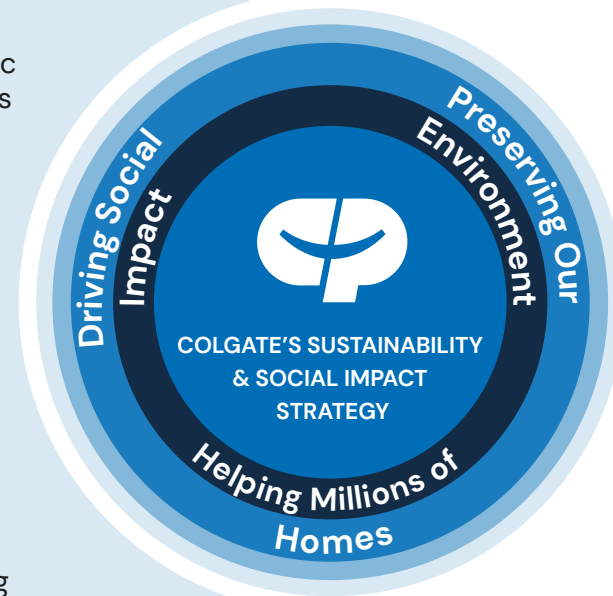 c
s
Driving Social
Impact
Preserving Our
Environment
COLGATE’S SUSTAINABILITY
& SOCIAL IMPACT
STRATEGY
Helping Millions of
Homes
g